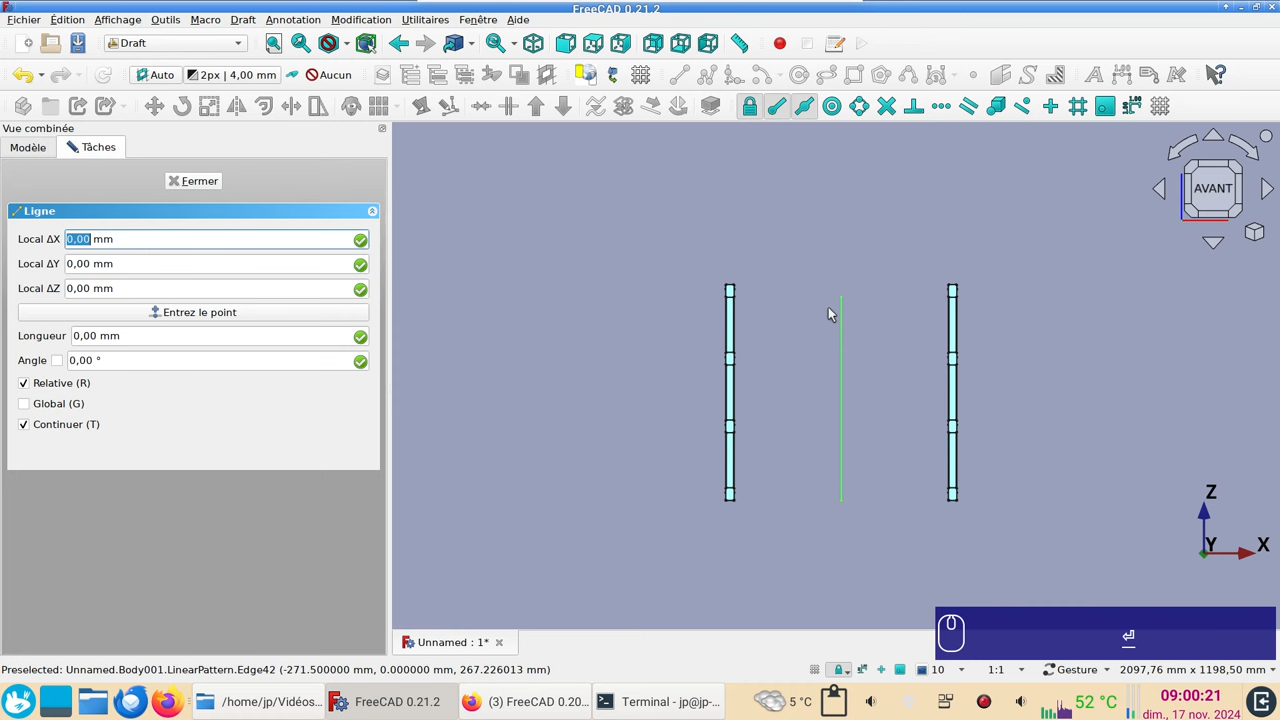 FreeCAD 0.21.2
Fichier Édition Affichage Outils Macro Draft Annotation Modification Utilitaires Fenêtre Aide
Draft
Auto 2px | 4,00 mm Aucun
Vue combinée
Modèle Tâches
Fermer
Ligne
Local ΔX 0,00 mm
Local ΔY 0,00 mm
Local ΔZ 0,00 mm
Entrez le point
Longueur 0,00 mm
Angle 0,00 °
Relative (R)
Global (G)
Continuer (T)
AVANT
Z
Y X
Unnamed : 1*
Preselected: Unnamed.Body001.LinearPattern.Edge42 (-271.500000 mm, 0.000000 mm, 267.226013 mm) 10 1:1 Gesture 2097,76 mm x 1198,50 mm
/home/jp/Vidéos... FreeCAD 0.21.2 (3) FreeCAD 0.20... Terminal - jp@jp-... 5 °C 52 °C 09:00:21
dim., 17 nov. 2024